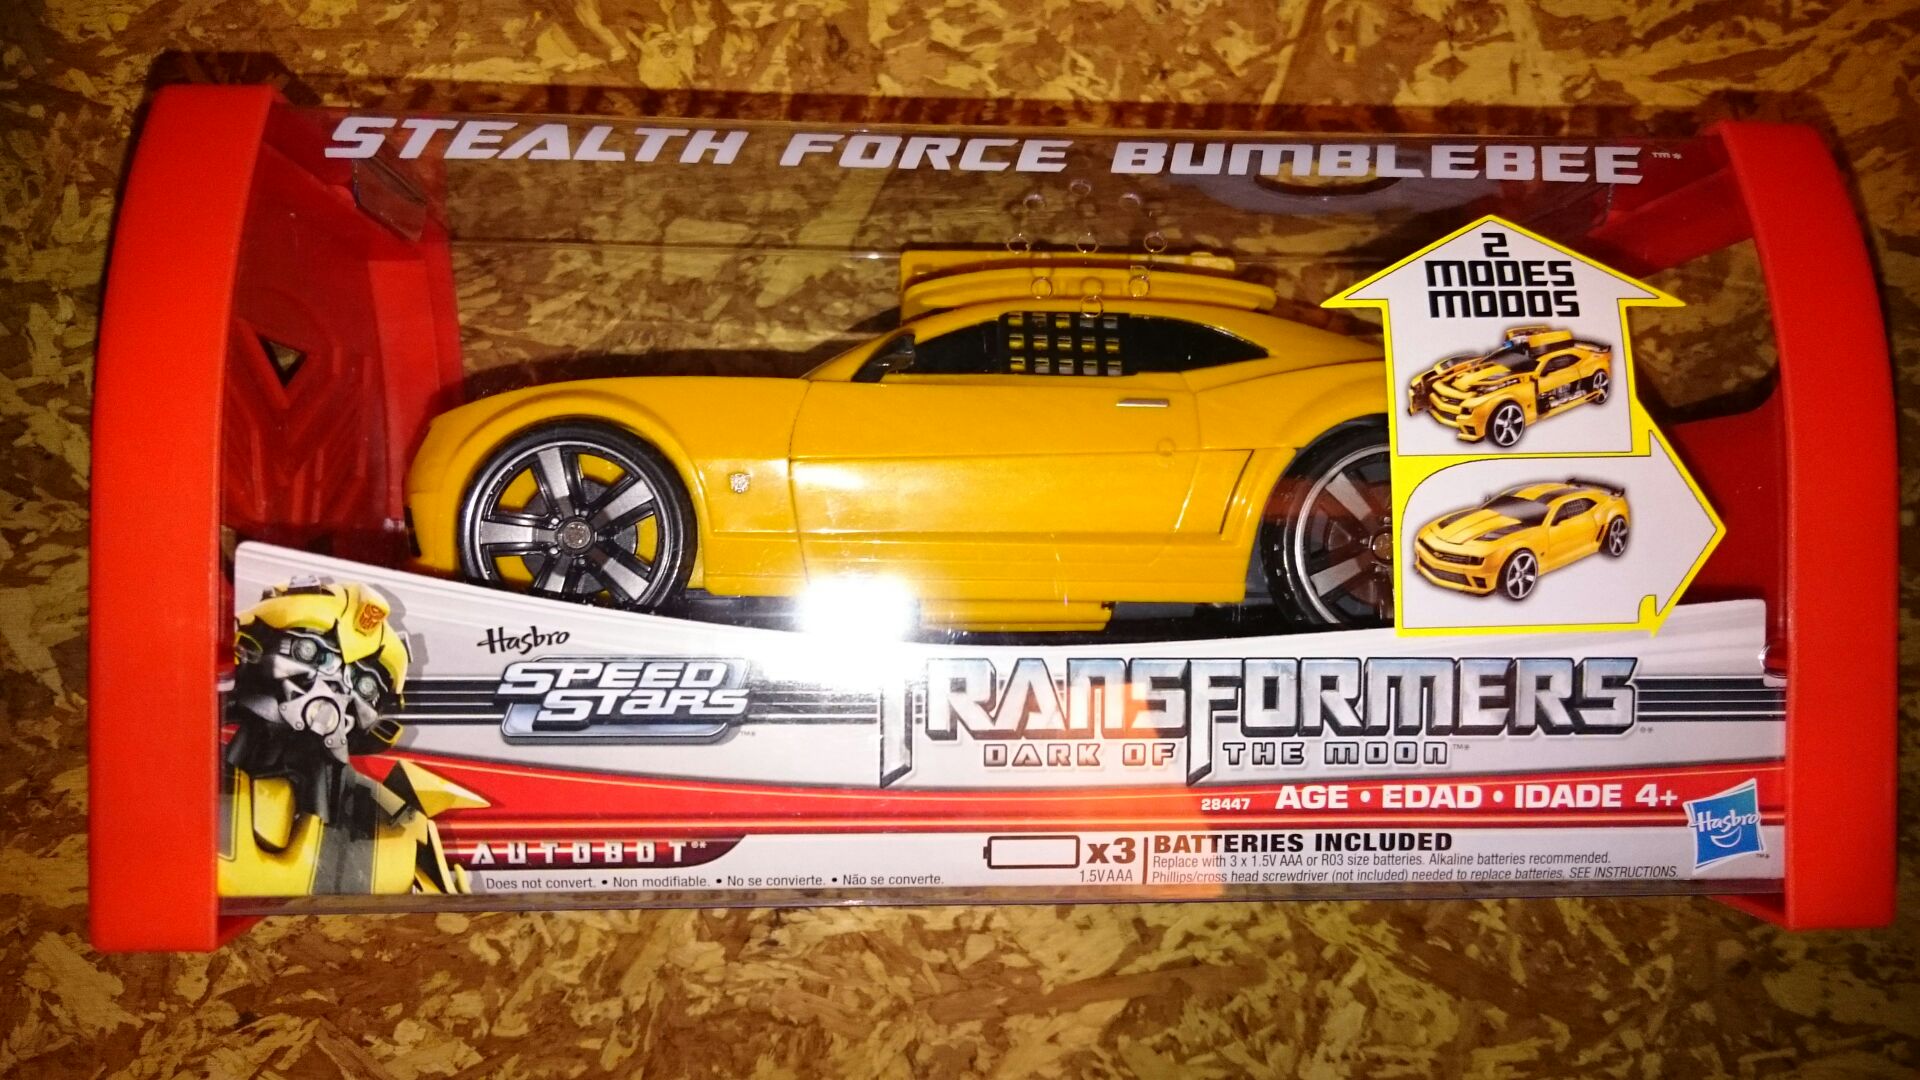 STEALTH FORCE BUMBLEBEE™*
2
MODES
MODOS
Hasbro
SPEED
STARS™
TRANSFORMERS
DARK OF THE MOON™*
28447 AGE • EDAD • IDADE 4+
Hasbro
AUTOBOT®*
Does not convert. • Non modifiable. • No se convierte. • Não se converte.
x3
1.5V AAA
BATTERIES INCLUDED
Replace with 3 x 1.5V AAA or R03 size batteries. Alkaline batteries recommended.
Phillips/cross head screwdriver (not included) needed to replace batteries. SEE INSTRUCTIONS.